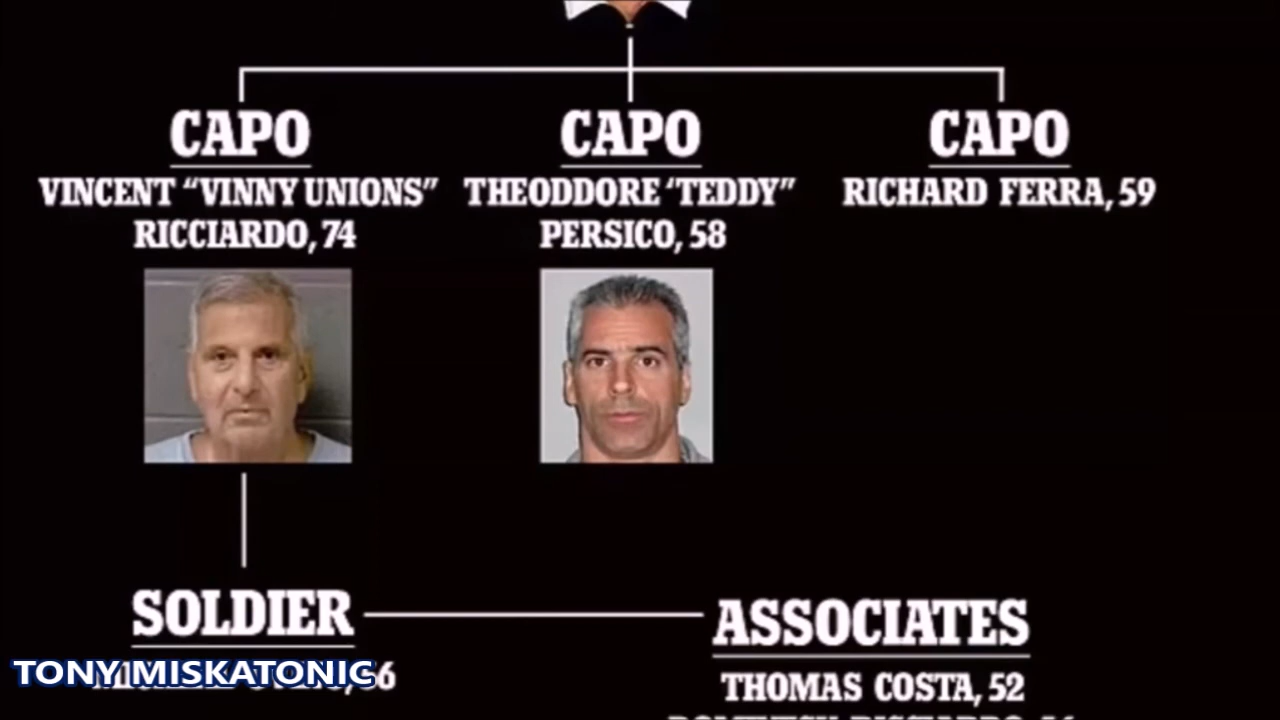 CAPO
VINCENT “VINNY UNIONS”
RICCIARDO, 74
CAPO
THEODDORE ‘TEDDY”
PERSICO, 58
CAPO
RICHARD FERRA, 59
SOLDIER
TONY MISKATONIC
ASSOCIATES
THOMAS COSTA, 52